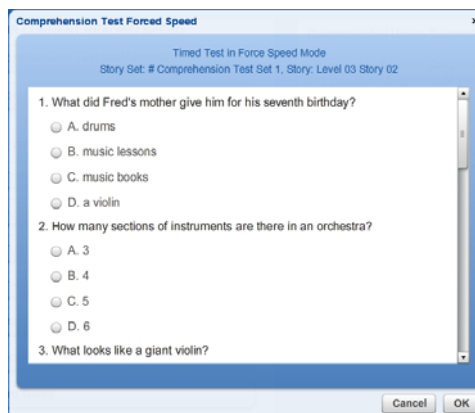 Comprehension Test Forced Speed
Timed Test in Force Speed Mode
Story Set: # Comprehension Test Set 1, Story: Level 03 Story 02
1. What did Fred's mother give him for his seventh birthday?
A. drums
B. music lessons
C. music books
D. a violin
2. How many sections of instruments are there in an orchestra?
A. 3
B. 4
C. 5
D. 6
3. What looks like a giant violin?
Cancel OK